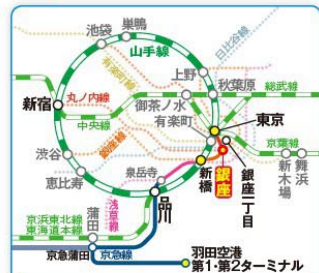 池袋
巣鴨
山手線
日比谷線
上野
有楽町線
秋葉原
総武線
新宿
丸ノ内線
御茶ノ水
中央線
有楽町
東京
銀座線
京葉線
渋谷
恵比寿
泉岳寺
新橋
銀座
銀座一丁目
新木場
舞浜
品川
浅草線
京浜東北線
東海道本線
蒲田
京急蒲田
京急線
羽田空港
第1・第2ターミナル